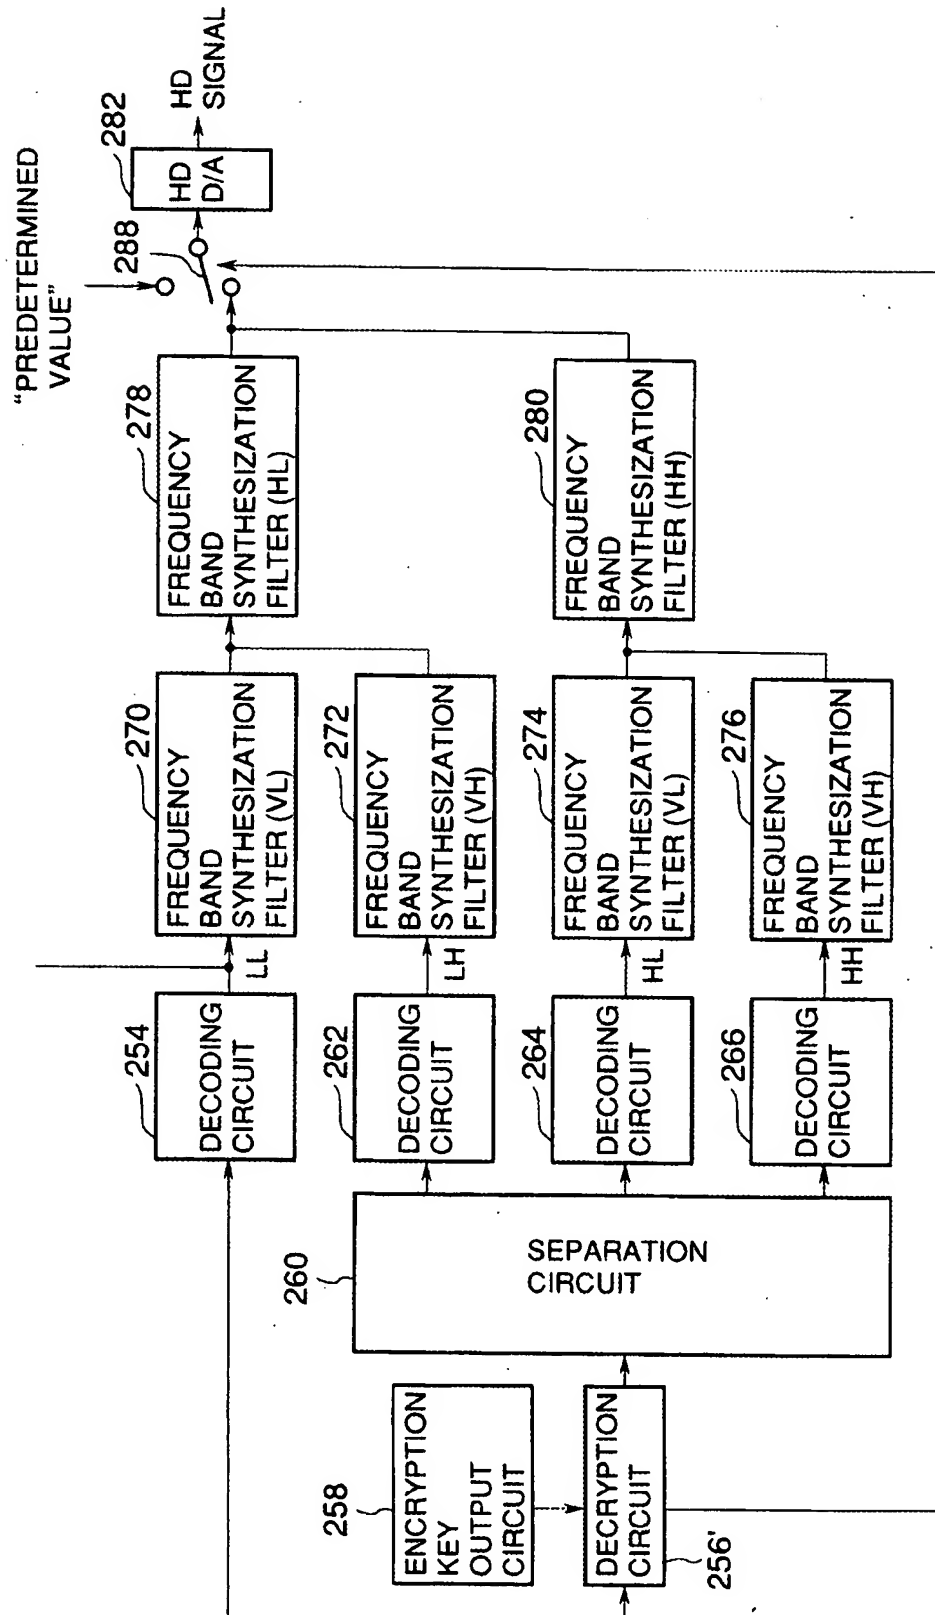 "PREDETERMINED
VALUE"
288
282
HD
D/A
HD
SIGNAL
254
DECODING
CIRCUIT
LL
270
FREQUENCY
BAND
SYNTHESIZATION
FILTER (VL)
278
FREQUENCY
BAND
SYNTHESIZATION
FILTER (HL)
262
DECODING
CIRCUIT
LH
272
FREQUENCY
BAND
SYNTHESIZATION
FILTER (VH)
260
SEPARATION
CIRCUIT
258
ENCRYPTION
KEY
OUTPUT
CIRCUIT
264
DECODING
CIRCUIT
HL
274
FREQUENCY
BAND
SYNTHESIZATION
FILTER (VL)
280
FREQUENCY
BAND
SYNTHESIZATION
FILTER (HH)
DECRYPTION
CIRCUIT
256'
266
DECODING
CIRCUIT
HH
276
FREQUENCY
BAND
SYNTHESIZATION
FILTER (VH)